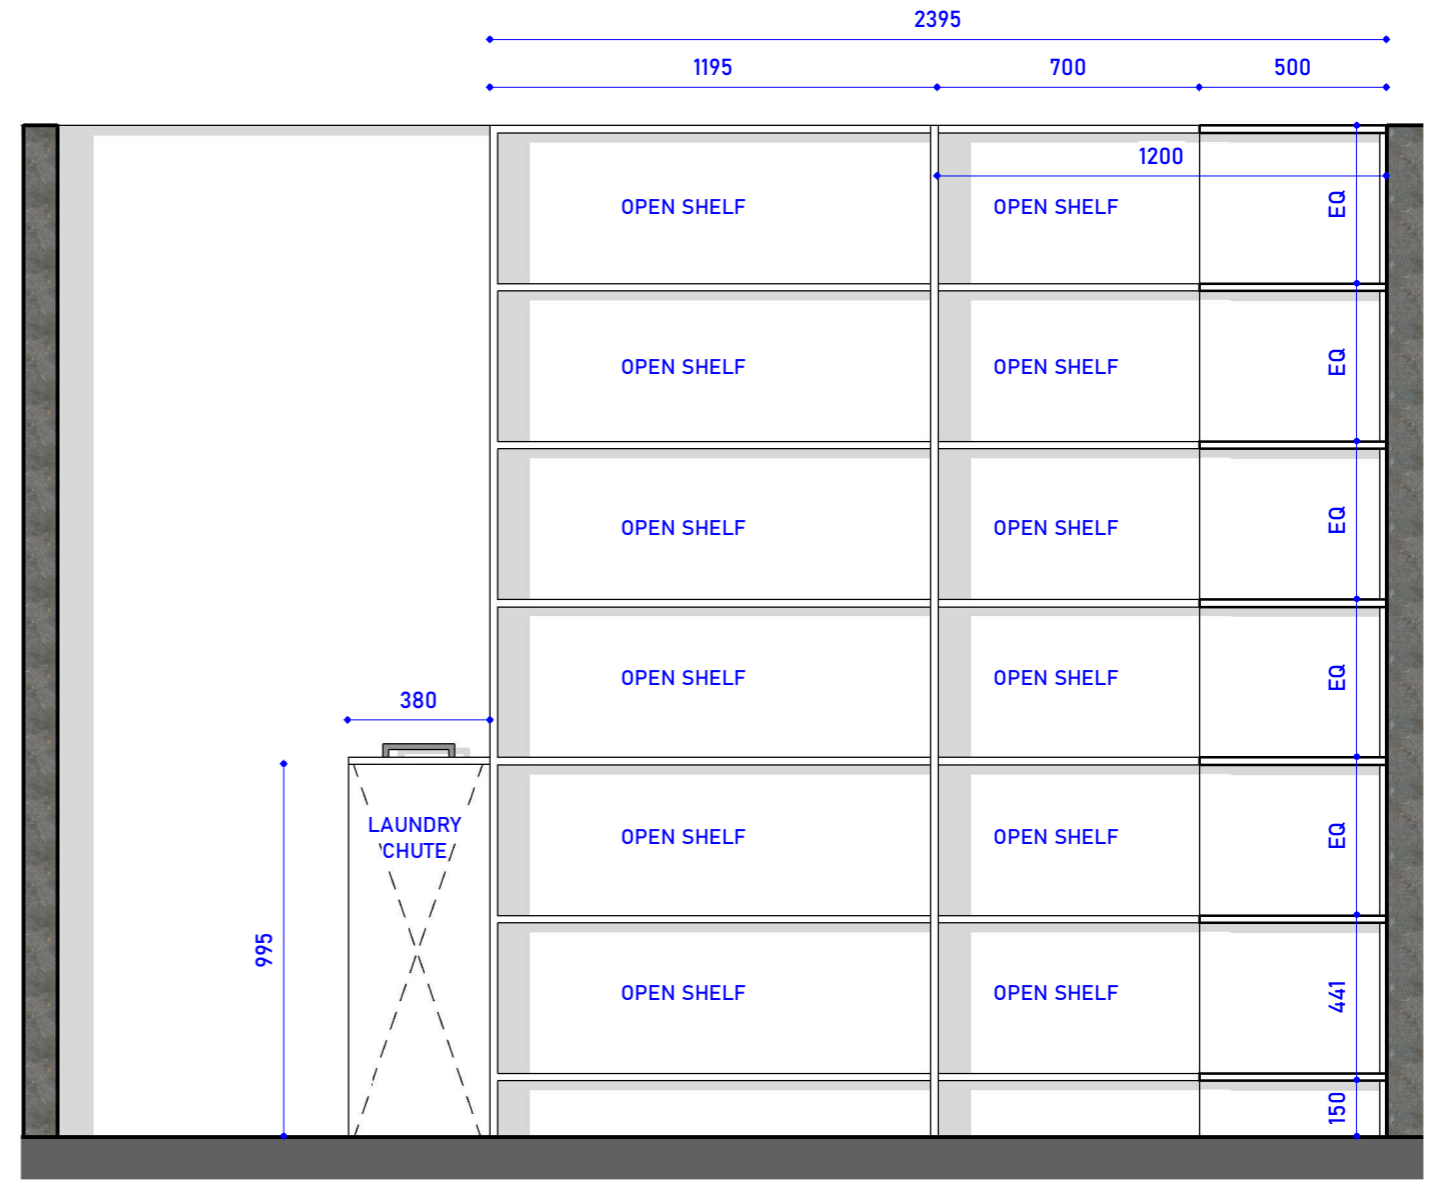 2395
1195 700 500
1200
OPEN SHELF OPEN SHELF EQ
OPEN SHELF OPEN SHELF EQ
OPEN SHELF OPEN SHELF EQ
OPEN SHELF OPEN SHELF EQ
380
LAUNDRY
CHUTE
OPEN SHELF OPEN SHELF EQ
995
OPEN SHELF OPEN SHELF 441
150